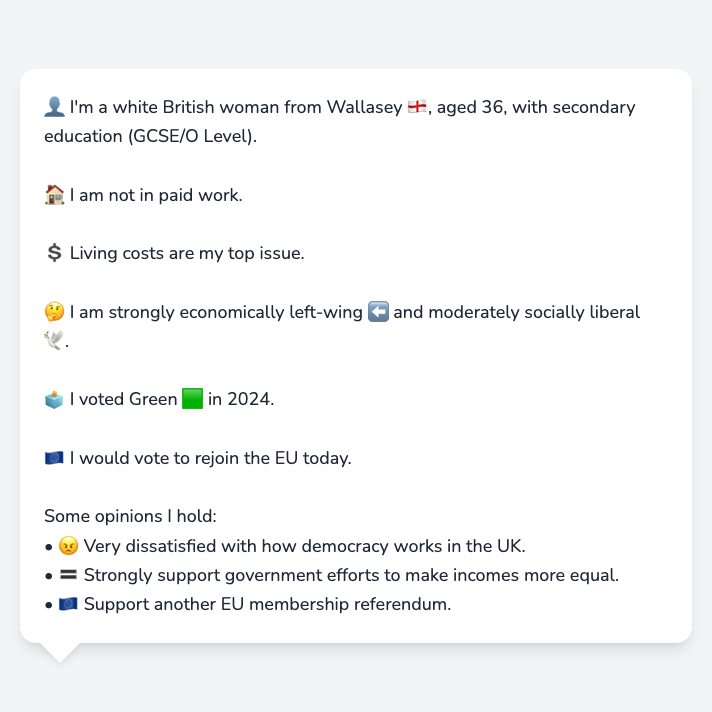 👤 I'm a white British woman from Wallasey 🏴󠁧󠁢󠁥󠁮󠁧󠁿, aged 36, with secondary
education (GCSE/O Level).
🏠 I am not in paid work.
💲 Living costs are my top issue.
🤔 I am strongly economically left-wing ⬅️ and moderately socially liberal
🕊️.
🗳️ I voted Green 🟩 in 2024.
🇪🇺 I would vote to rejoin the EU today.
Some opinions I hold:
• 😠 Very dissatisfied with how democracy works in the UK.
• 🟰 Strongly support government efforts to make incomes more equal.
• 🇪🇺 Support another EU membership referendum.